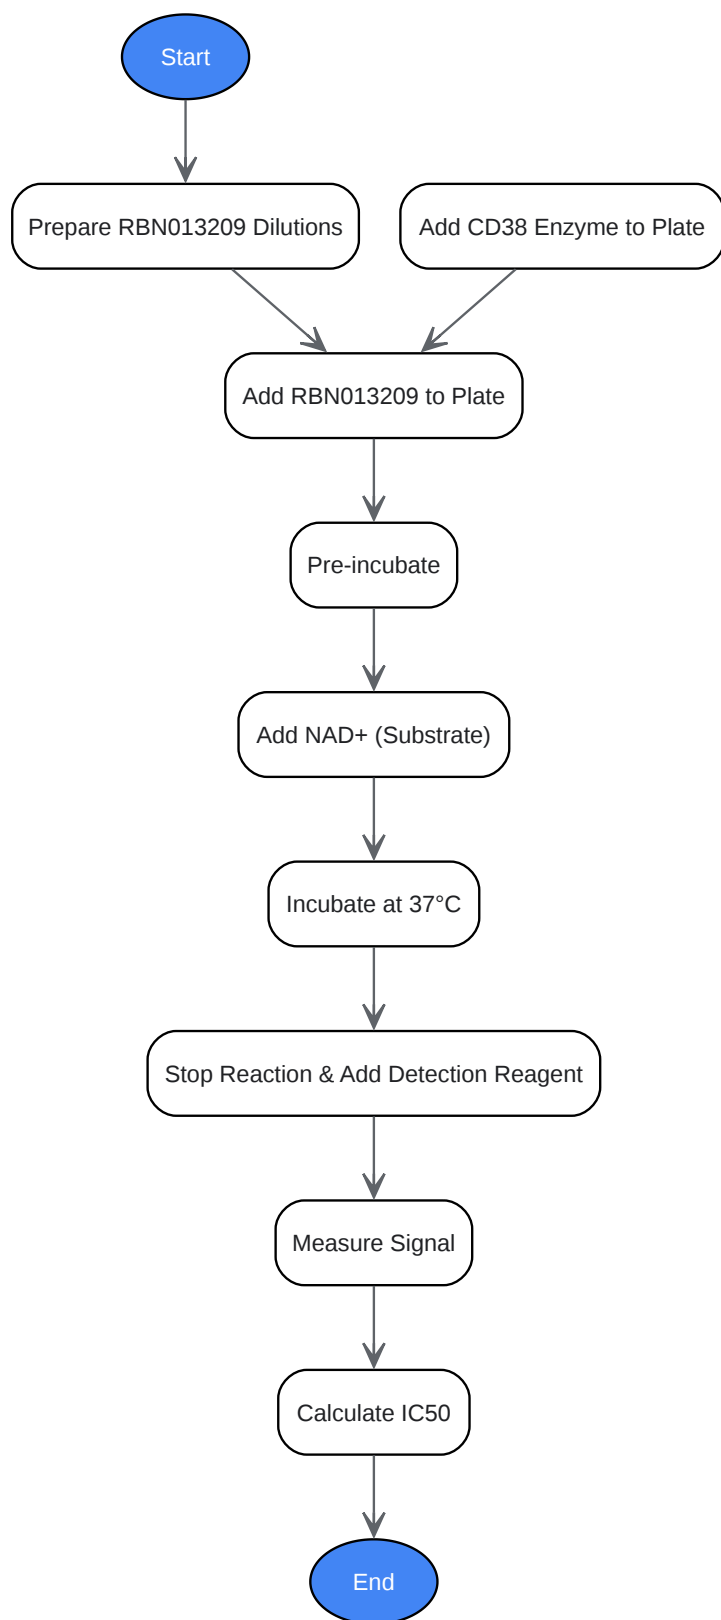 Start
Prepare RBN013209 Dilutions
Add CD38 Enzyme to Plate
Add RBN013209 to Plate
Pre-incubate
Add NAD+ (Substrate)
Incubate at 37°C
Stop Reaction & Add Detection Reagent
Measure Signal
Calculate IC50
End